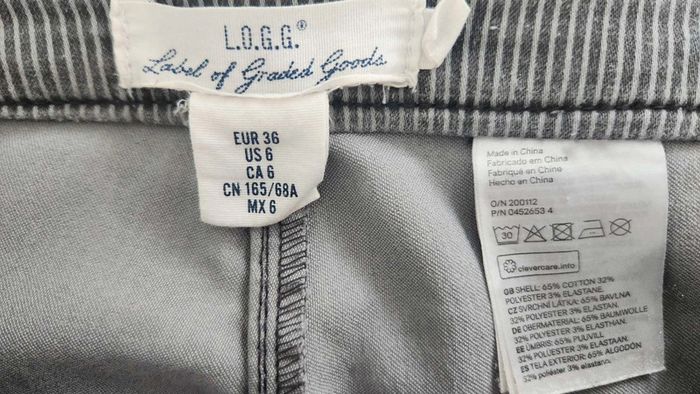 L.O.G.G.®
Label of Graded Goods
EUR 36
US 6
CA 6
CN 165/68A
MX 6
Made in China
Fabricado em China
Fabriqué en China
Hecho en China
O/N 200112
P/N 0452653 4
30
clevercare.info
GB SHELL: 65% COTTON 32%
POLYESTER 3% ELASTANE.
CZ SVRCHNÍ LÁTKA: 65% BAVLNA
32% POLYESTER 3% ELASTAN.
DE OBERMATERIAL: 65% BAUMWOLLE
32% POLYESTER 3% ELASTHAN.
EE ÜMBRIS: 65% PUUVILL
32% POLUESTER 3% ELASTAAN.
ES TELA EXTERIOR: 65% ALGODÓN
32% poliéster 3% elastano.